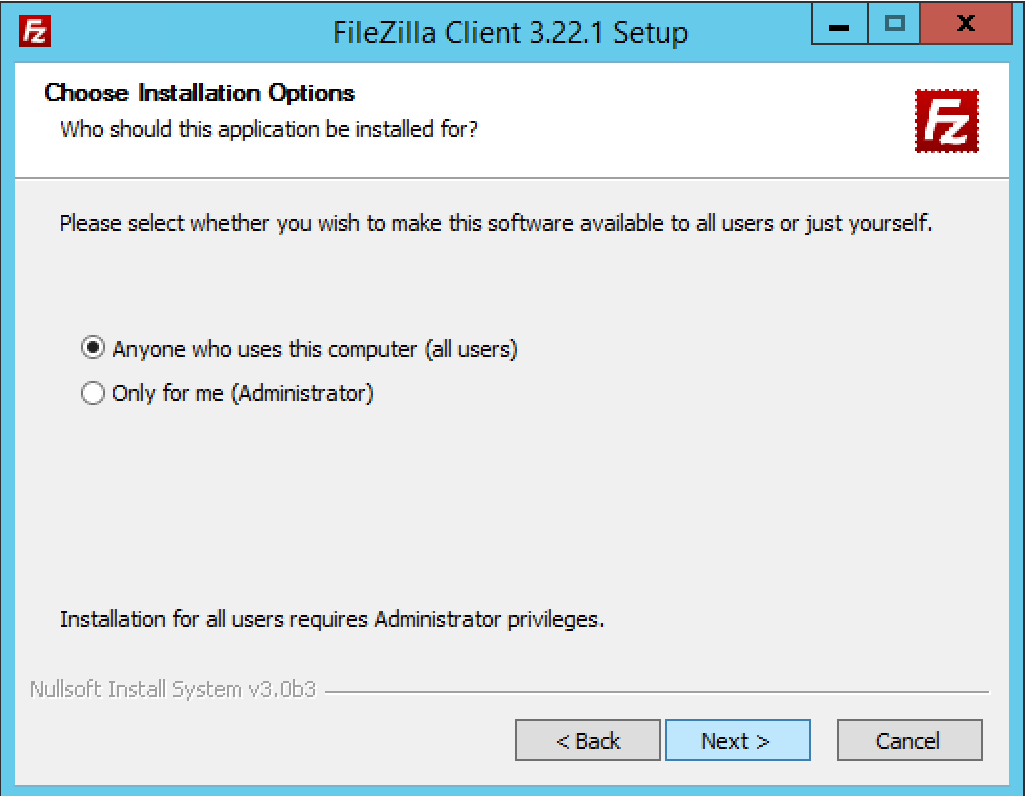 FileZilla Client 3.22.1 Setup
Choose Installation Options
Who should this application be installed for?
Please select whether you wish to make this software available to all users or just yourself.
Anyone who uses this computer (all users)
Only for me (Administrator)
Installation for all users requires Administrator privileges.
Nullsoft Install System v3.0b3
< Back Next > Cancel